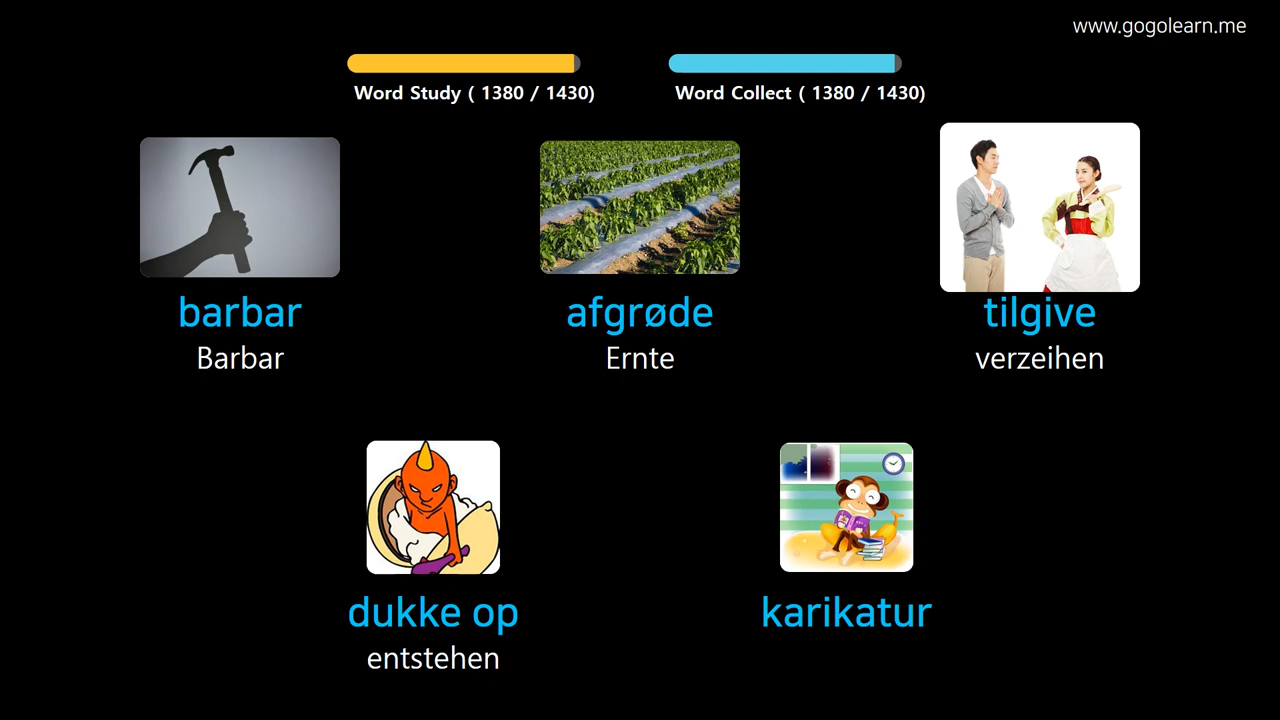 www.gogolearn.me
Word Study ( 1380 / 1430)
Word Collect ( 1380 / 1430)
barbar
Barbar
afgrøde
Ernte
tilgive
verzeihen
dukke op
entstehen
karikatur